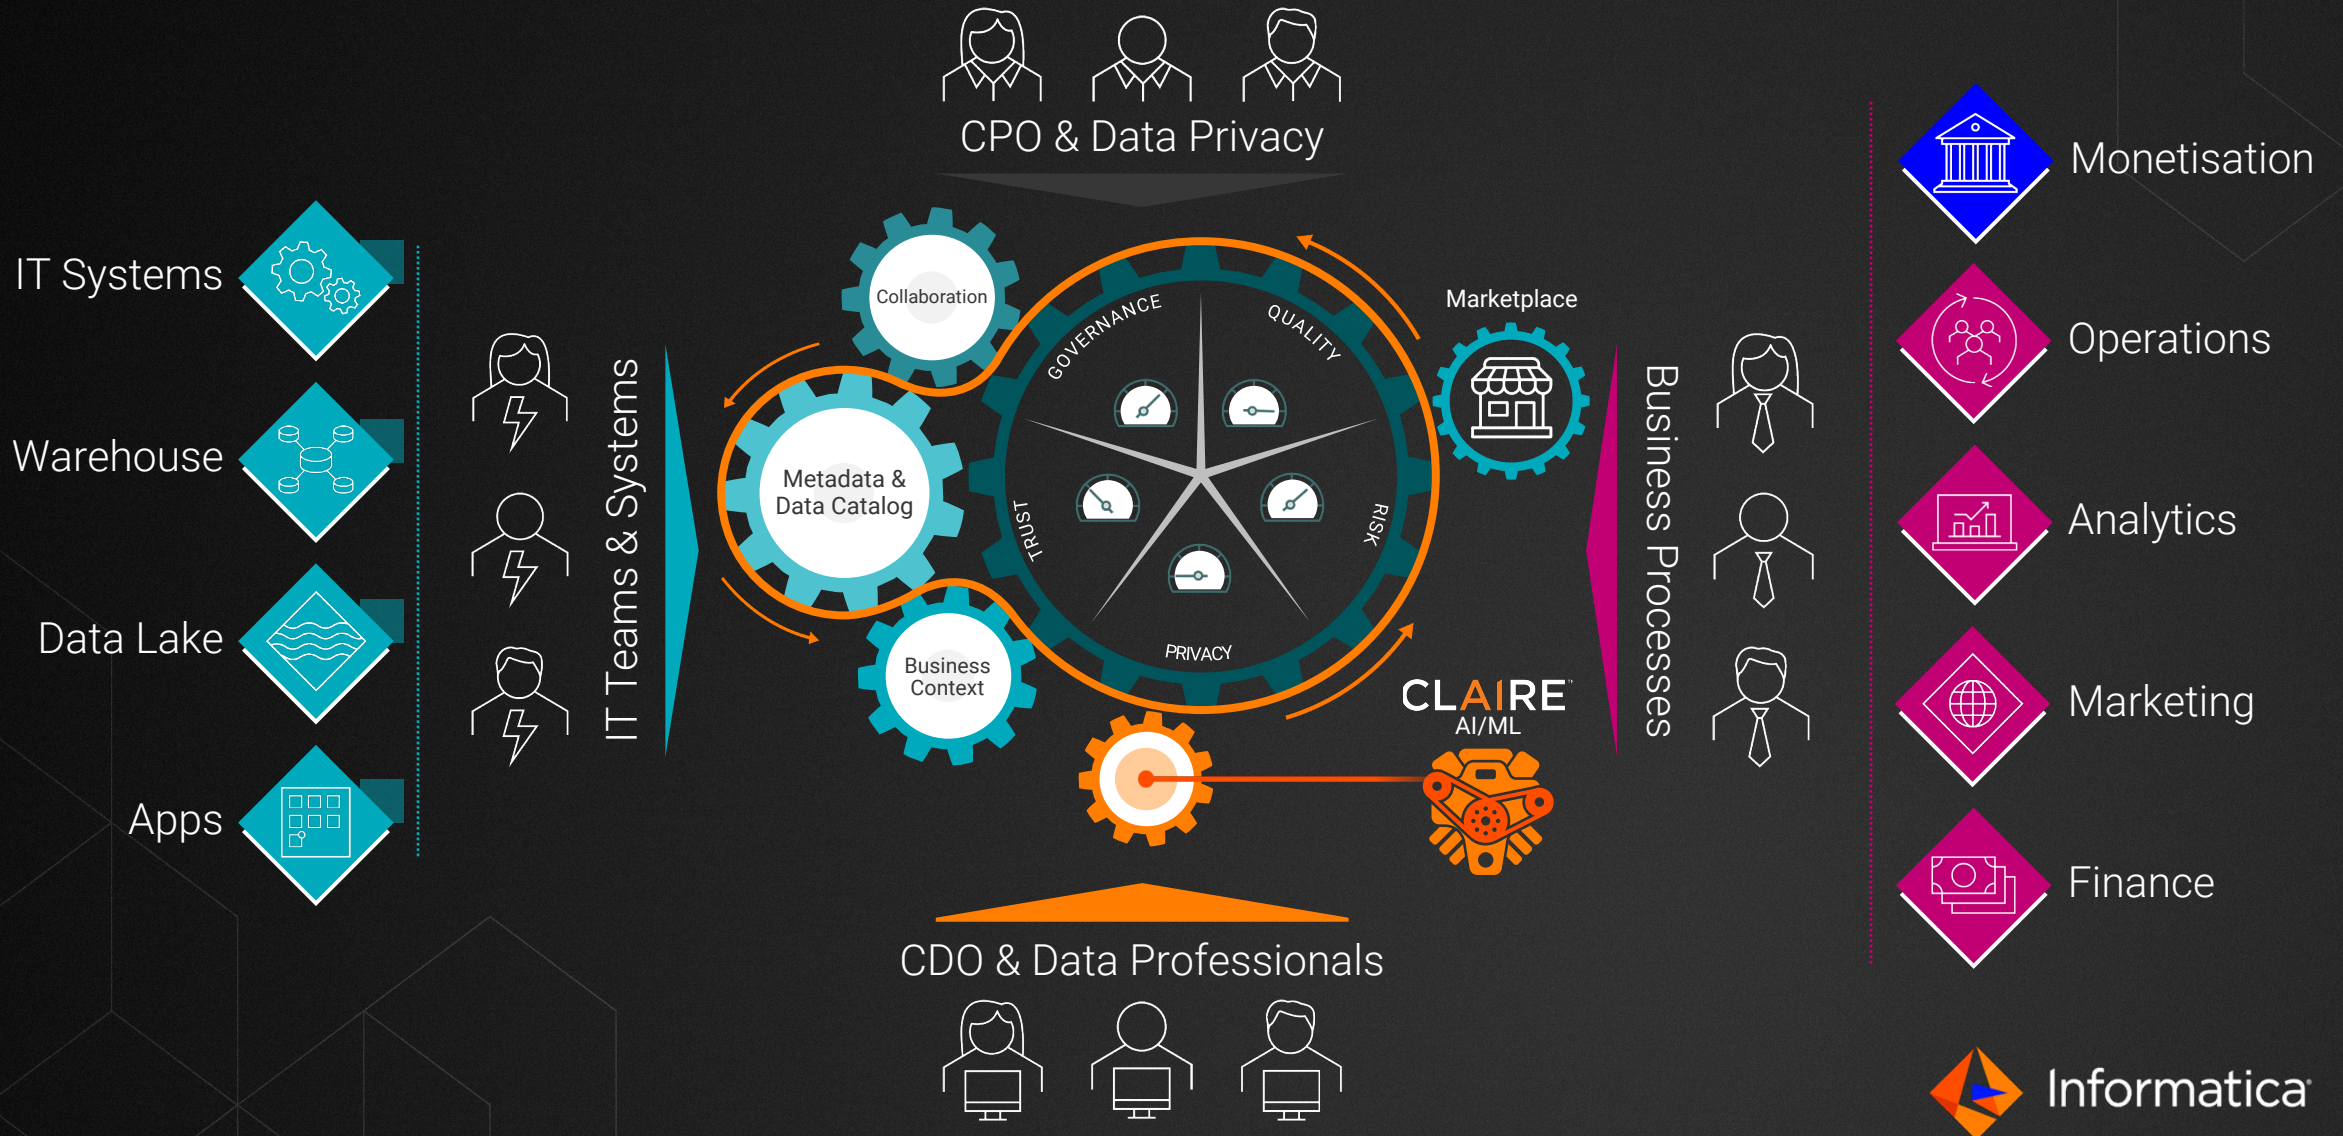 CPO & Data Privacy
IT Systems
Warehouse
Data Lake
Apps
IT Teams & Systems
Collaboration
Metadata &
Data Catalog
Business
Context
GOVERNANCE
QUALITY
TRUST
RISK
PRIVACY
Marketplace
CLAIRE™
AI/ML
Business Processes
Monetisation
Operations
Analytics
Marketing
Finance
CDO & Data Professionals
Informatica®